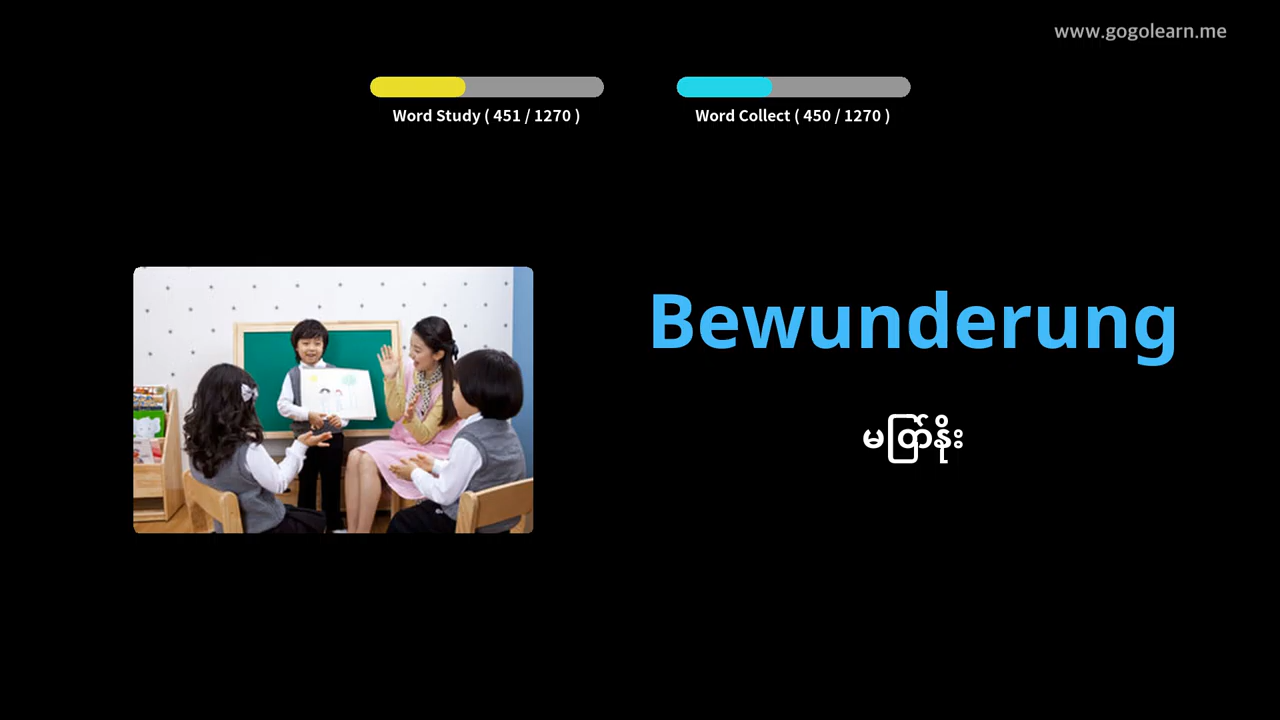 www.gogolearn.me
Word Study ( 451 / 1270 )
Word Collect ( 450 / 1270 )
Bewunderung
မတြ်နိုး